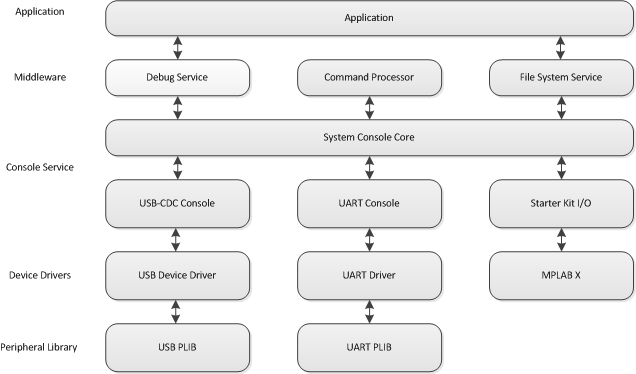 Application
Application
Middleware
Debug Service
Command Processor
File System Service
System Console Core
Console Service
USB-CDC Console
UART Console
Starter Kit I/O
Device Drivers
USB Device Driver
UART Driver
MPLAB X
Peripheral Library
USB PLIB
UART PLIB